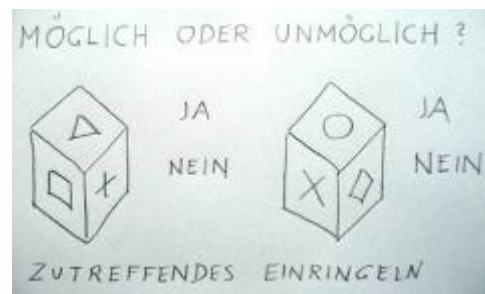 MÖGLICH ODER UNMÖGLICH ?
JA JA
NEIN NEIN
ZUTREFFENDES EINRINGELN